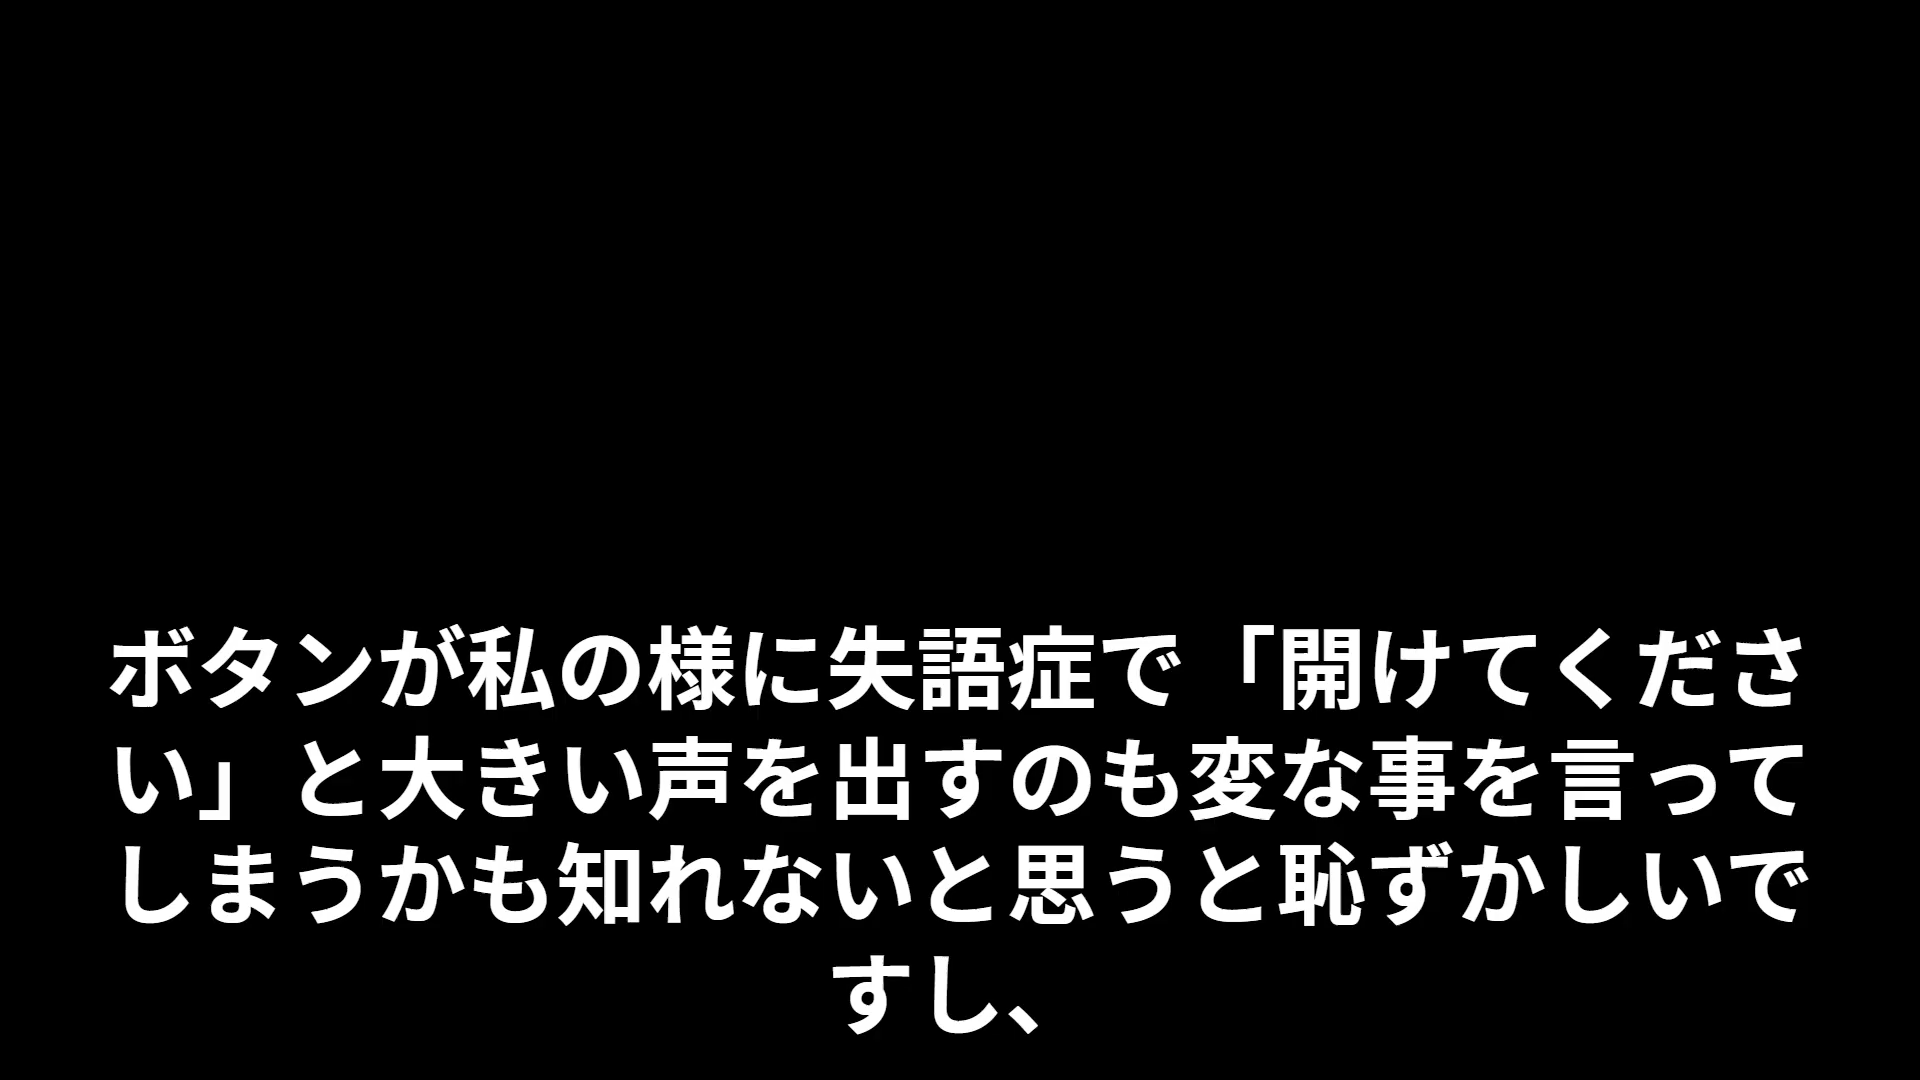 ボタンが私の様に失語症で「開けてくださ
い」と大きい声を出すのも変な事を言って
しまうかも知れないと思うと恥ずかしいで
すし、